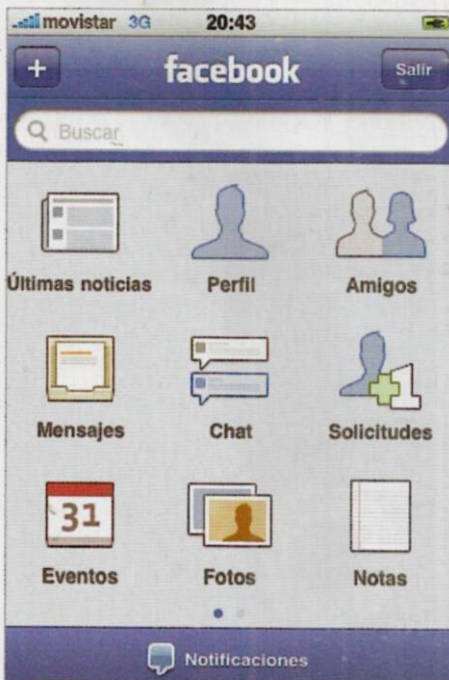 movistar 3G 20:43
+ facebook Salir
Buscar
Últimas noticias Perfil Amigos
Mensajes Chat Solicitudes
31
Eventos Fotos Notas
Notificaciones